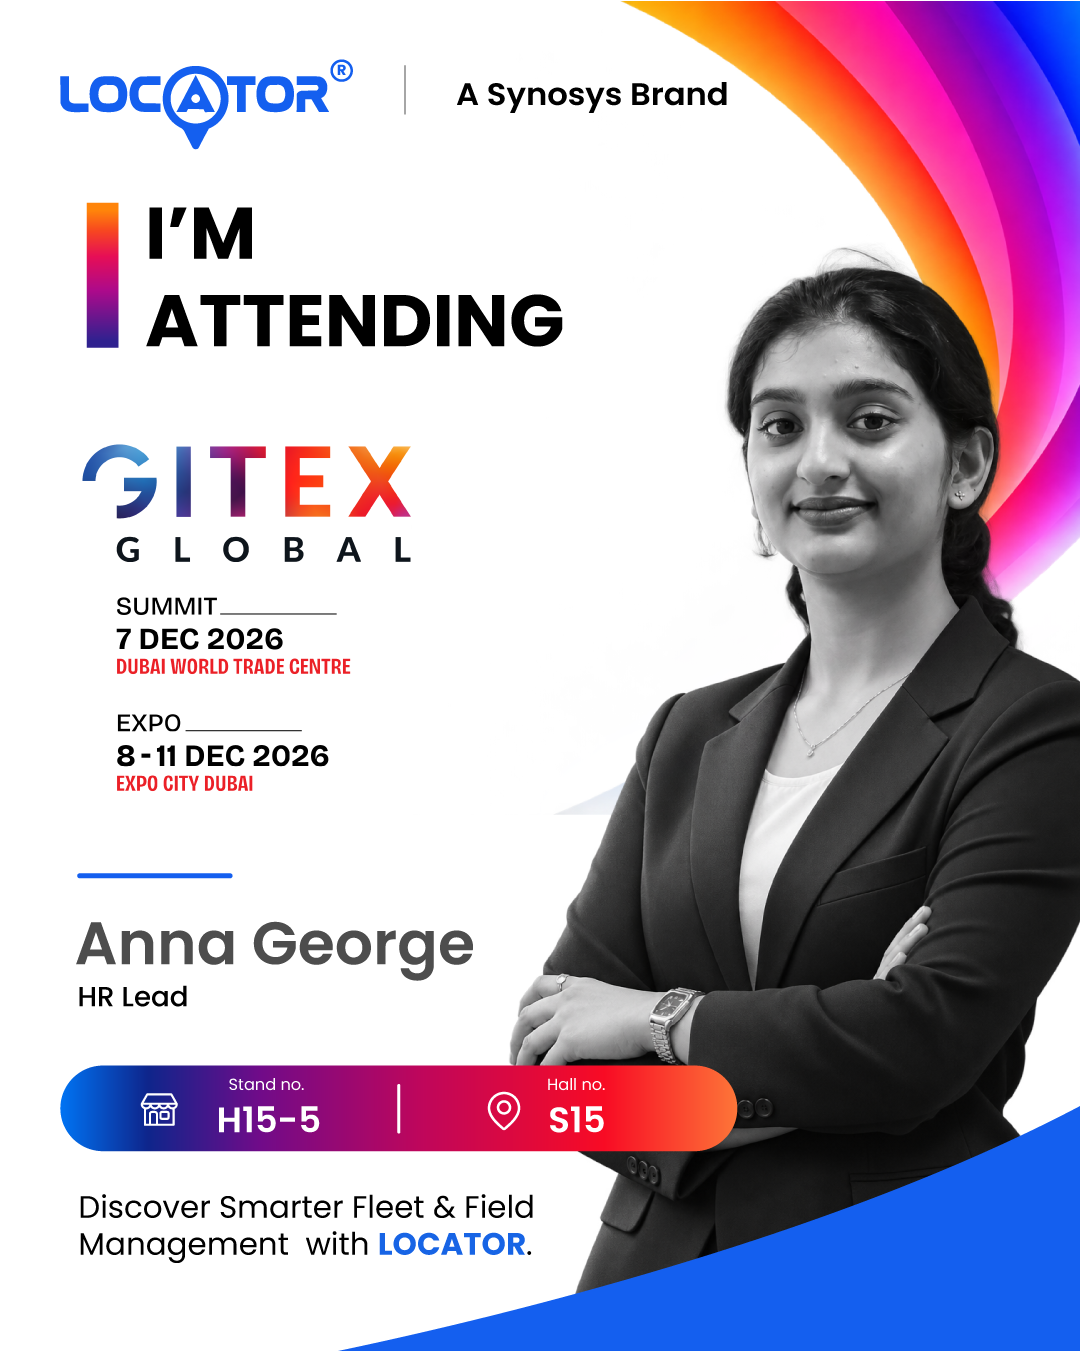 LOCATOR®
A Synosys Brand
I'M
ATTENDING
GITEX
GLOBAL
SUMMIT
7 DEC 2026
DUBAI WORLD TRADE CENTRE
EXPO
8 - 11 DEC 2026
EXPO CITY DUBAI
Anna George
HR Lead
Stand no.
H15-5
Hall no.
S15
Discover Smarter Fleet & Field
Management with LOCATOR.